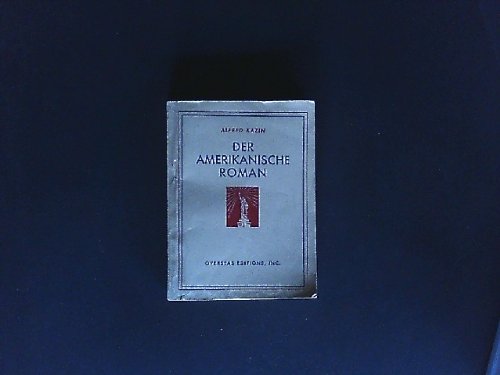 ALFRED KAZIN
DER
AMERIKANISCHE
ROMAN
OVERSEAS EDITIONS, INC.